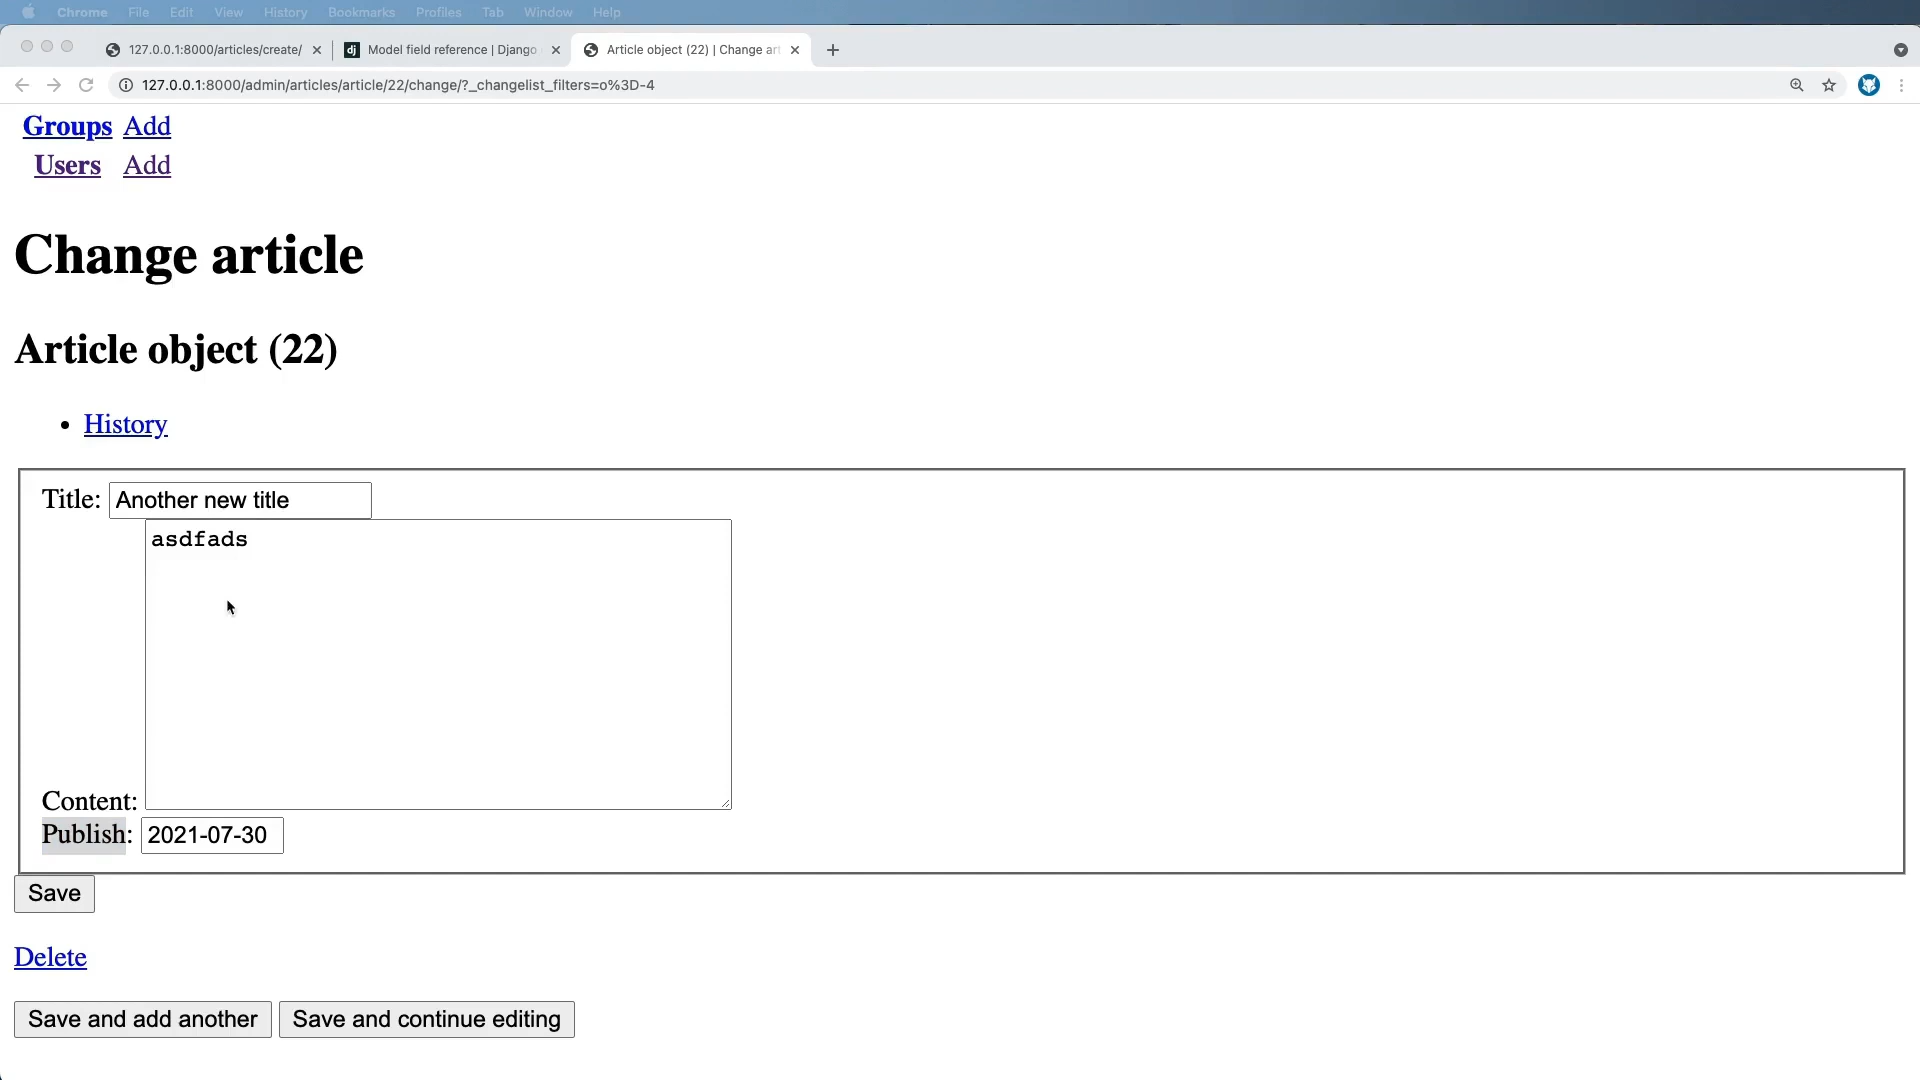 Chrome File Edit View History Bookmarks Profiles Tab Window Help
127.0.0.1:8000/articles/create/ Model field reference | Django Article object (22) | Change art
127.0.0.1:8000/admin/articles/article/22/change/?_changelist_filters=o%3D-4
Groups Add
Users Add
Change article
Article object (22)
• History
Title: Another new title
asdfads
Content:
Publish: 2021-07-30
Save
Delete
Save and add another Save and continue editing